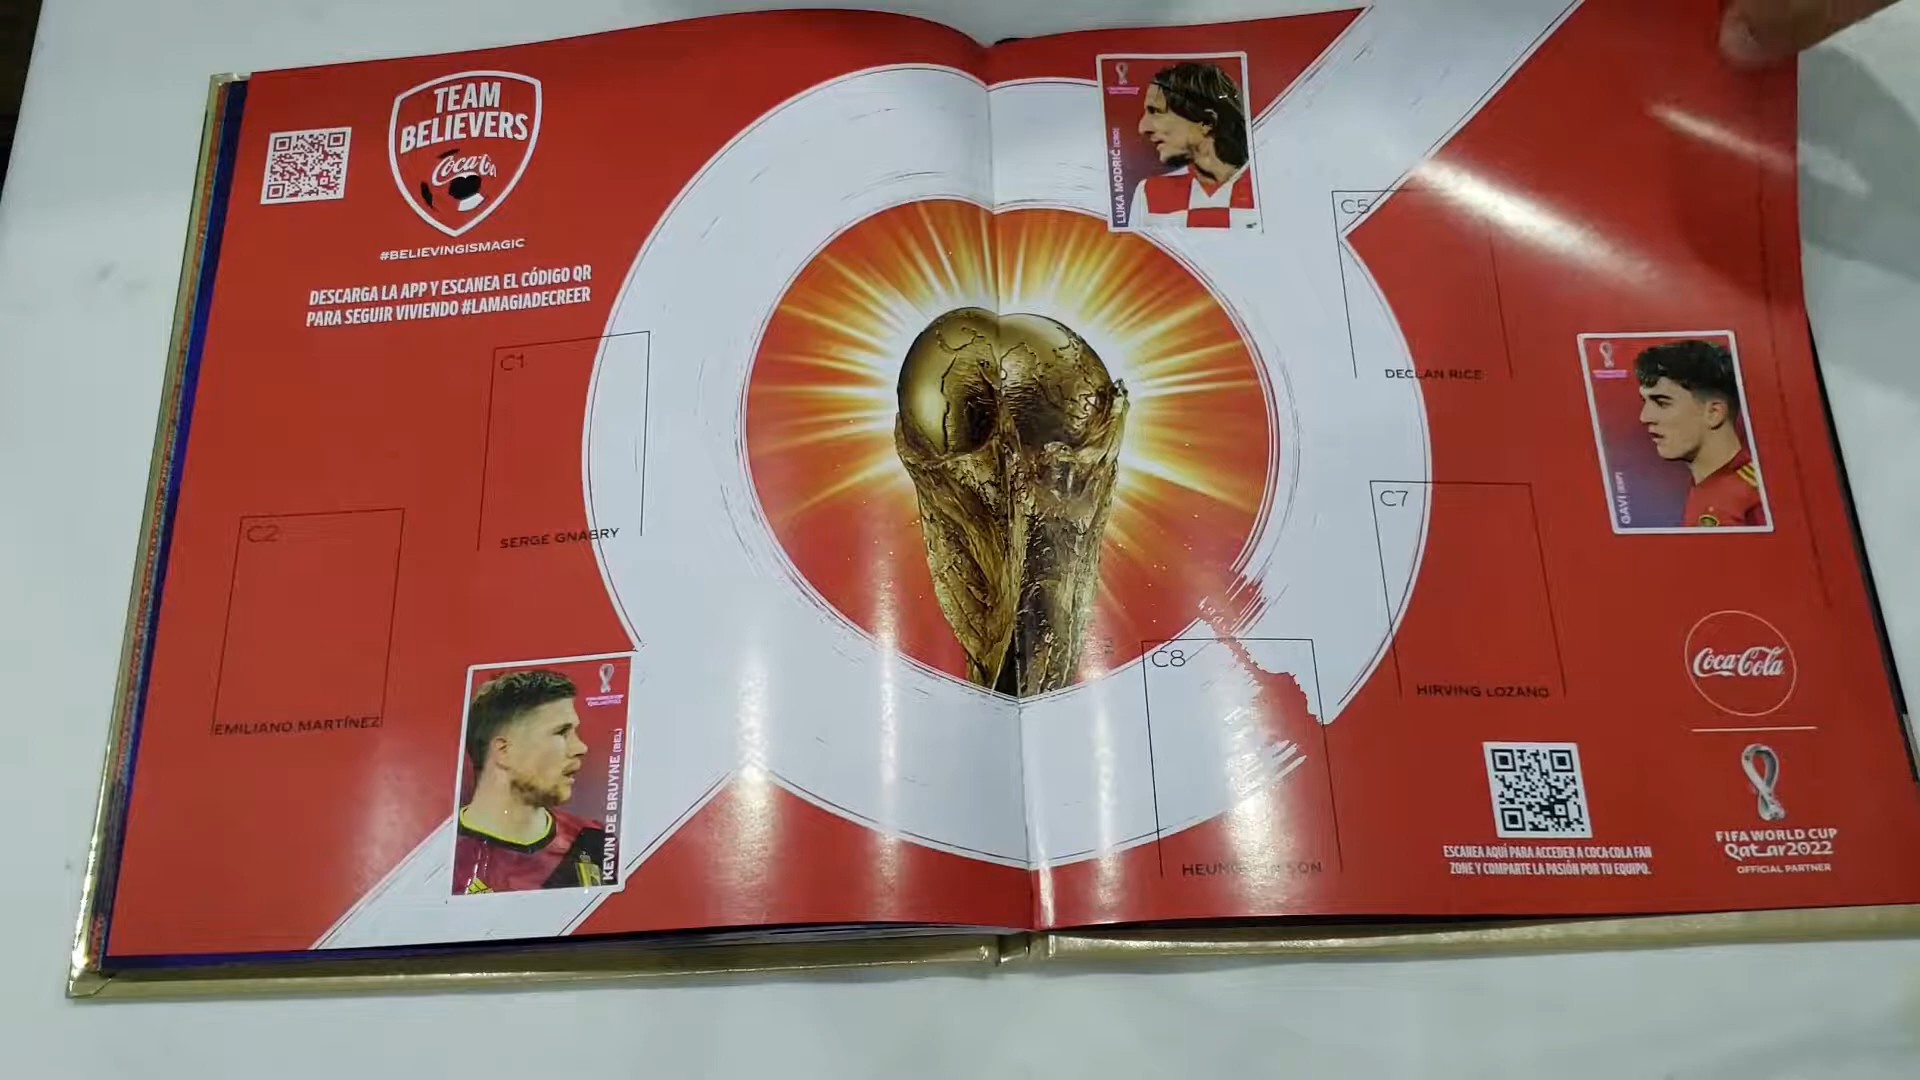 TEAM
BELIEVERS
Coca-Cola
#BELIEVINGISMAGIC
DESCARGA LA APP Y ESCANEA EL CÓDIGO QR
PARA SEGUIR VIVIENDO #LAMAGIADECREER
C1
SERGE GNABRY
C2
EMILIANO MARTÍNEZ
KEVIN DE BRUYNE (BEL)
LUKA MODRIĆ (CRO)
C5
DECLAN RICE
GAVI (ESP)
C7
HIRVING LOZANO
C8
SON
Coca-Cola
ESCANEA AQUÍ PARA ACCEDER A COCA-COLA FAN
ZONE Y COMPARTE LA PASIÓN POR TU EQUIPO.
FIFA WORLD CUP
Qatar2022
OFFICIAL PARTNER